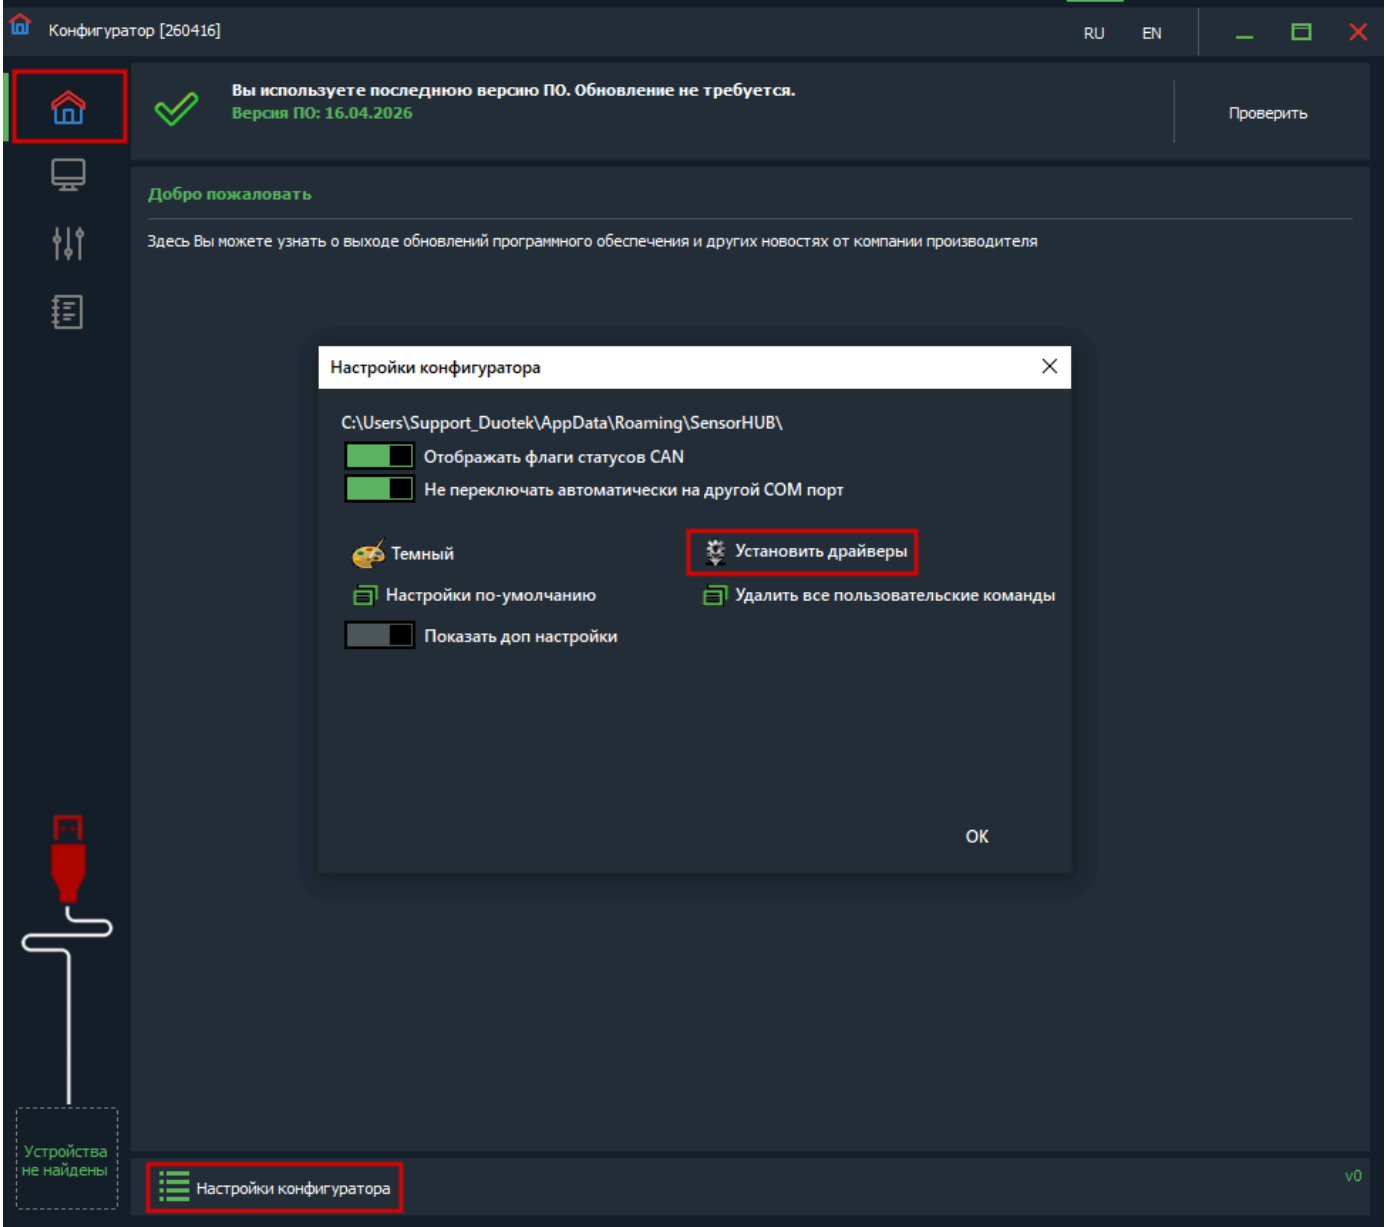 Конфигуратор [260416]
RU
EN
Вы используете последнюю версию ПО. Обновление не требуется.
Версия ПО: 16.04.2026
Проверить
Добро пожаловать
Здесь Вы можете узнать о выходе обновлений программного обеспечения и других новостях от компании производителя
Настройки конфигуратора
C:\Users\Support_Duotek\AppData\Roaming\SensorHUB\
Отображать флаги статусов CAN
Не переключать автоматически на другой COM порт
Темный
Установить драйверы
Настройки по-умолчанию
Удалить все пользовательские команды
Показать доп настройки
ОК
Устройства
не найдены
Настройки конфигуратора
v0